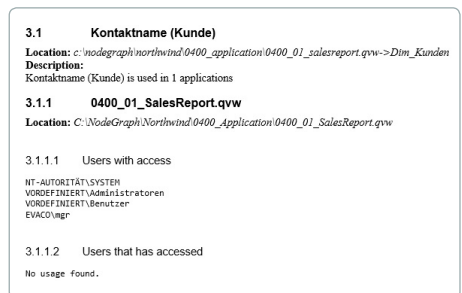 3.1 Kontaktname (Kunde)
Location: c:\nodegraph\northwind\0400_application\0400_01_salesreport.qvw->Dim_Kunden
Description:
Kontaktname (Kunde) is used in 1 applications
3.1.1 0400_01_SalesReport.qvw
Location: C:\NodeGraph\Northwind\0400_Application\0400_01_SalesReport.qvw
3.1.1.1 Users with access
NT-AUTORITÄT\SYSTEM
VORDEFINIERT\Administratoren
VORDEFINIERT\Benutzer
EVACO\mgr
3.1.1.2 Users that has accessed
No usage found.